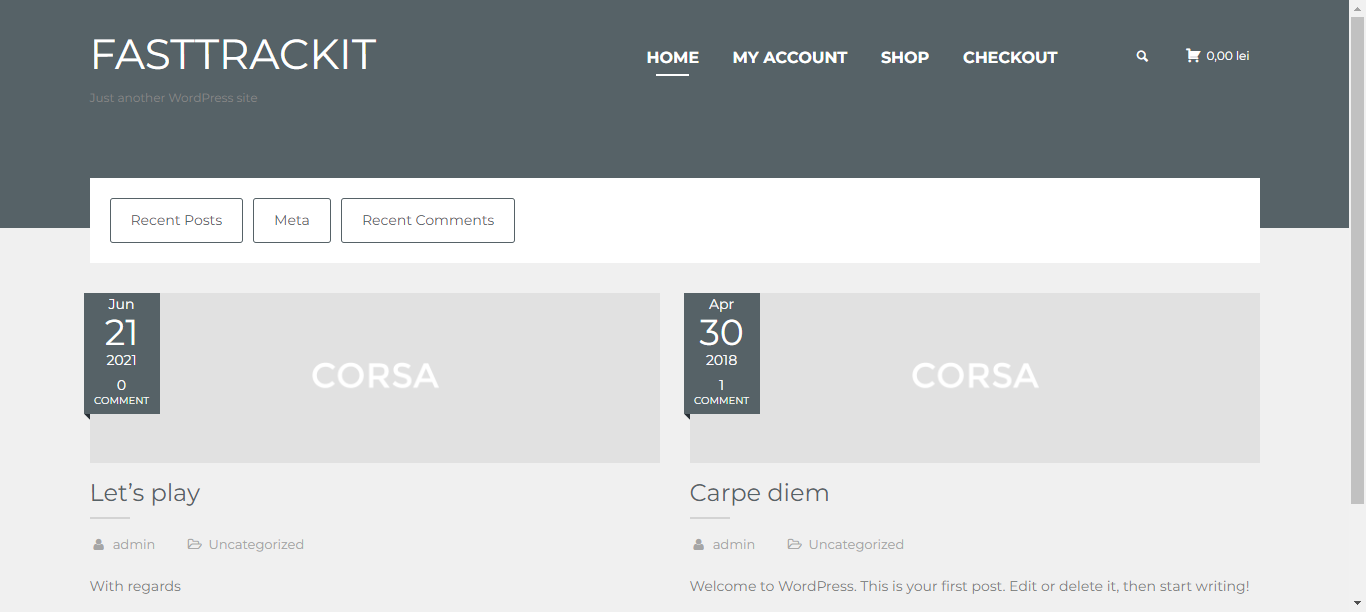 FASTTRACKIT
Just another WordPress site
HOME MY ACCOUNT SHOP CHECKOUT 0,00 lei
Recent Posts Meta Recent Comments
Jun
21
2021
0
COMMENT
CORSA
Let’s play
admin Uncategorized
With regards
Apr
30
2018
1
COMMENT
CORSA
Carpe diem
admin Uncategorized
Welcome to WordPress. This is your first post. Edit or delete it, then start writing!